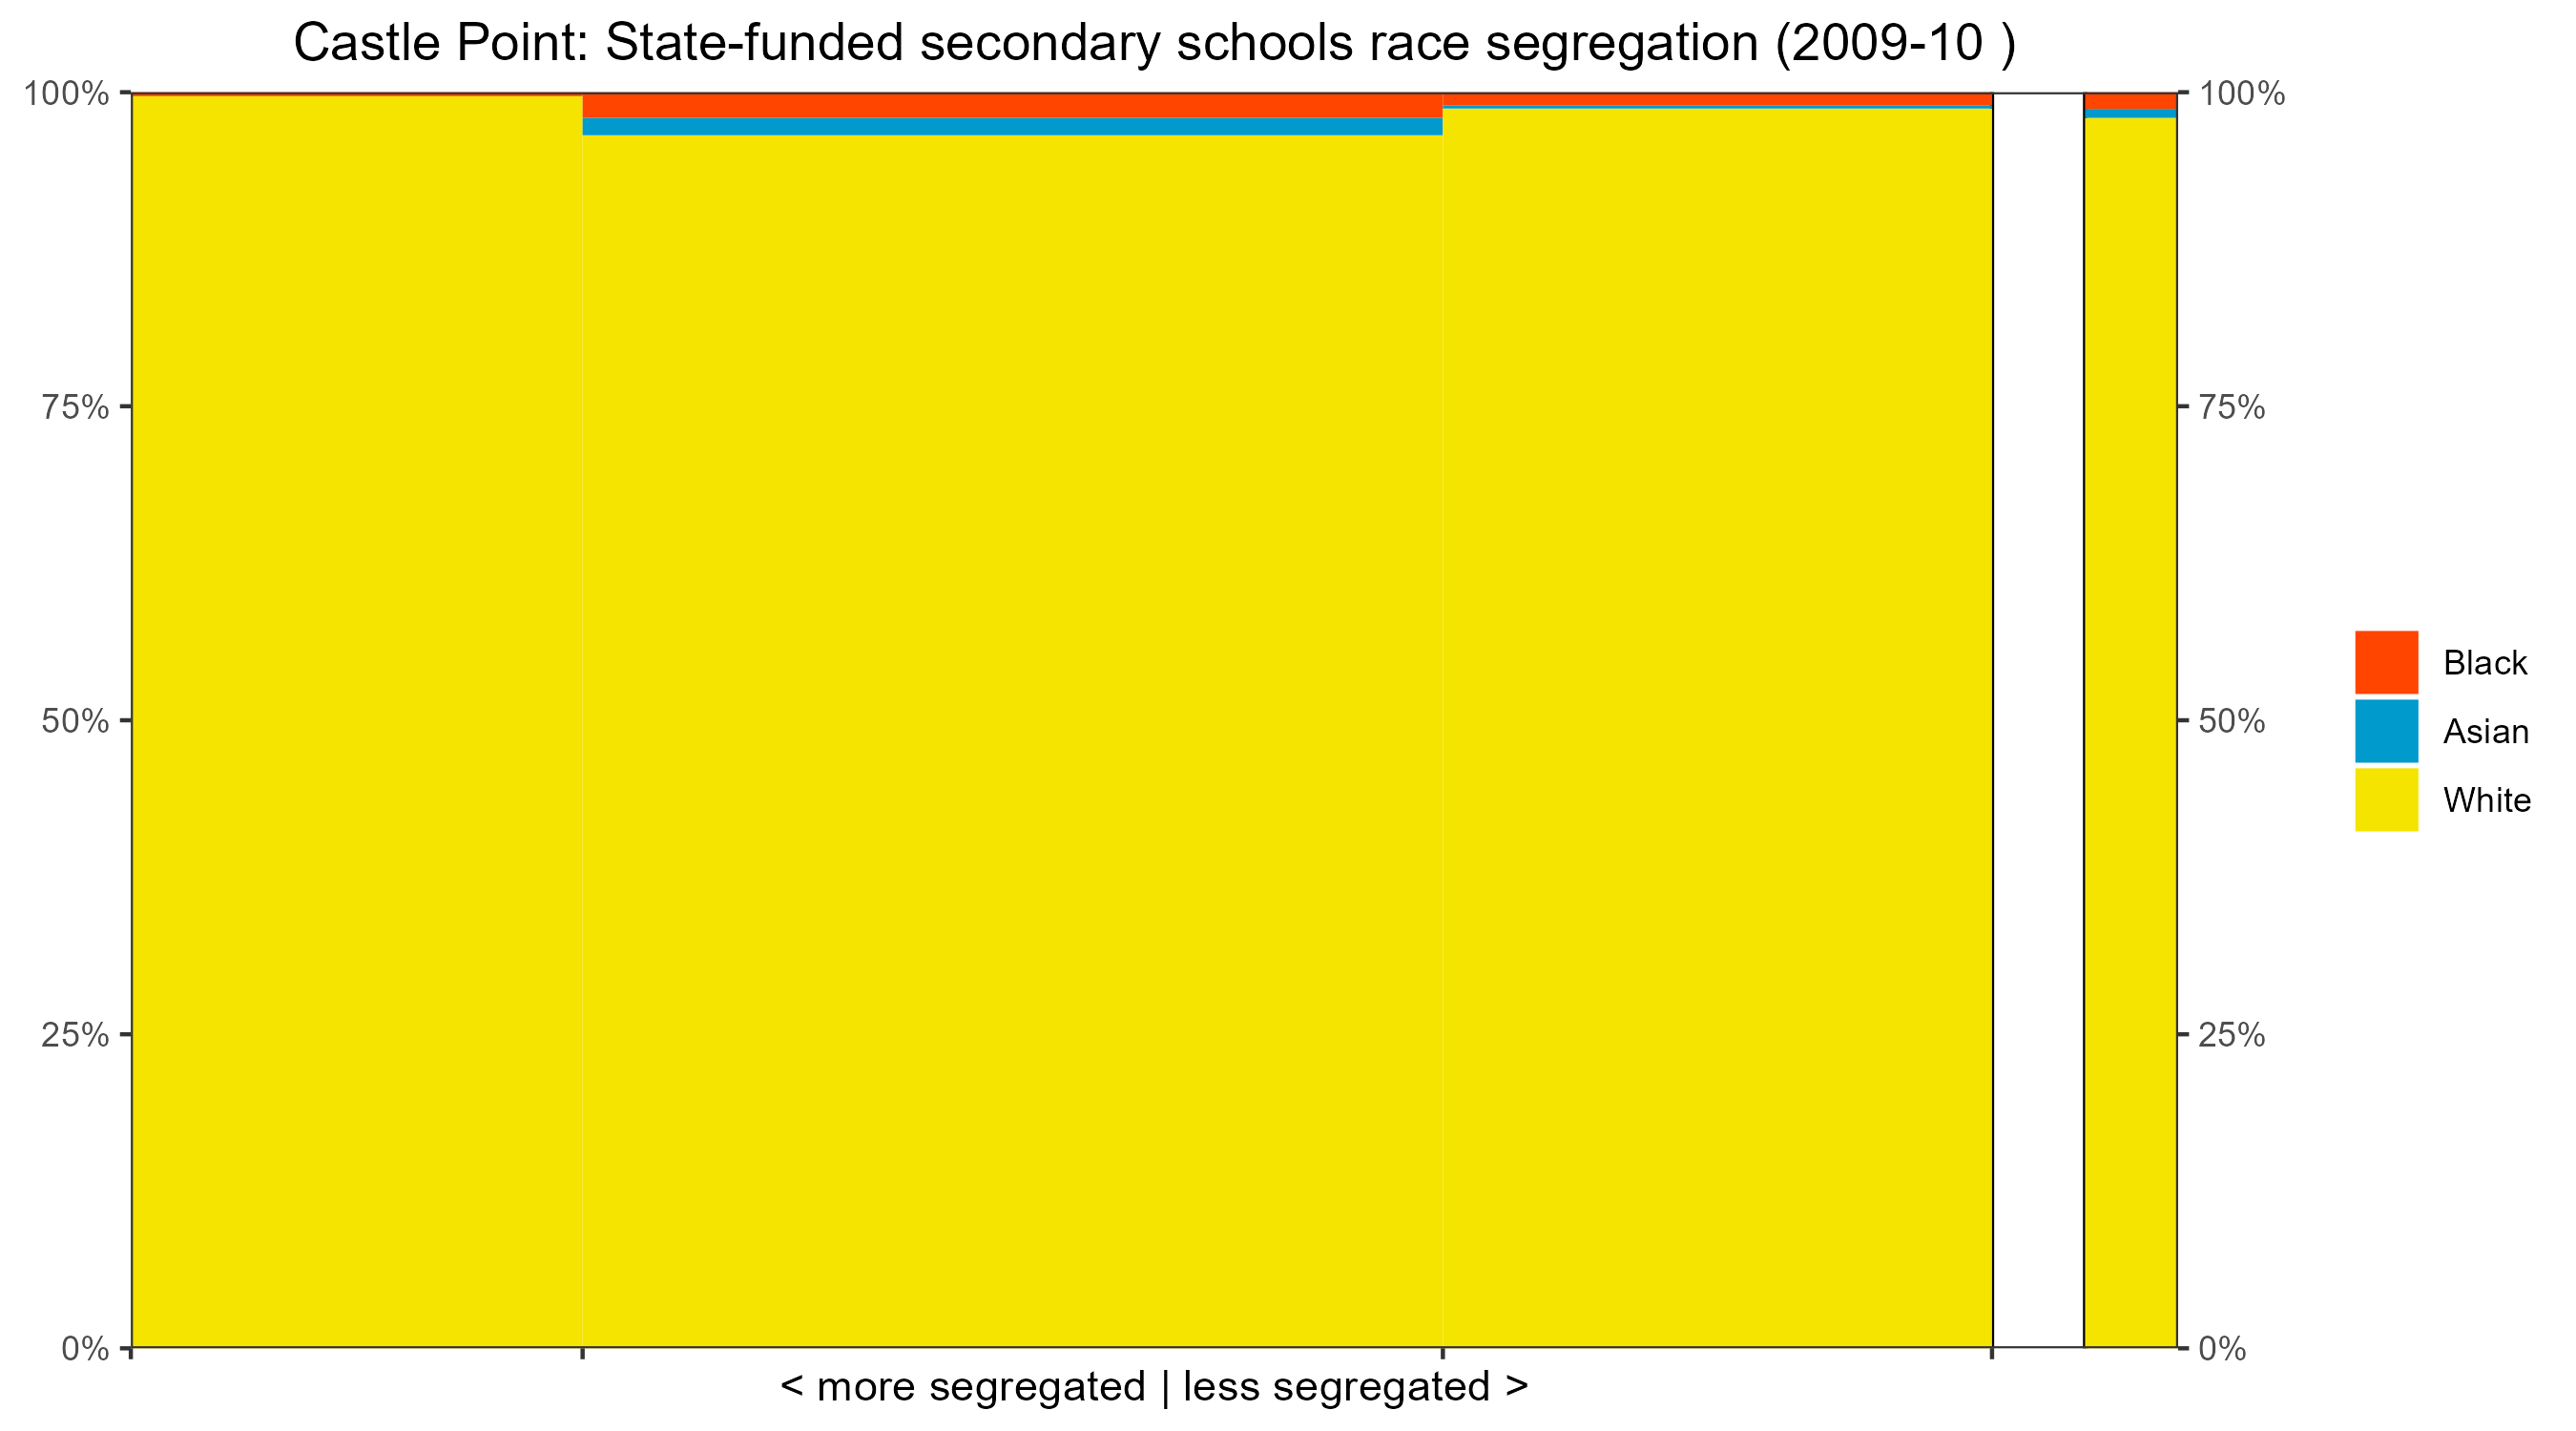 Castle Point: State-funded secondary schools race segregation (2009-10 )
100%
75%
50%
25%
0%
100%
75%
50%
25%
0%
Black
Asian
White
< more segregated | less segregated >